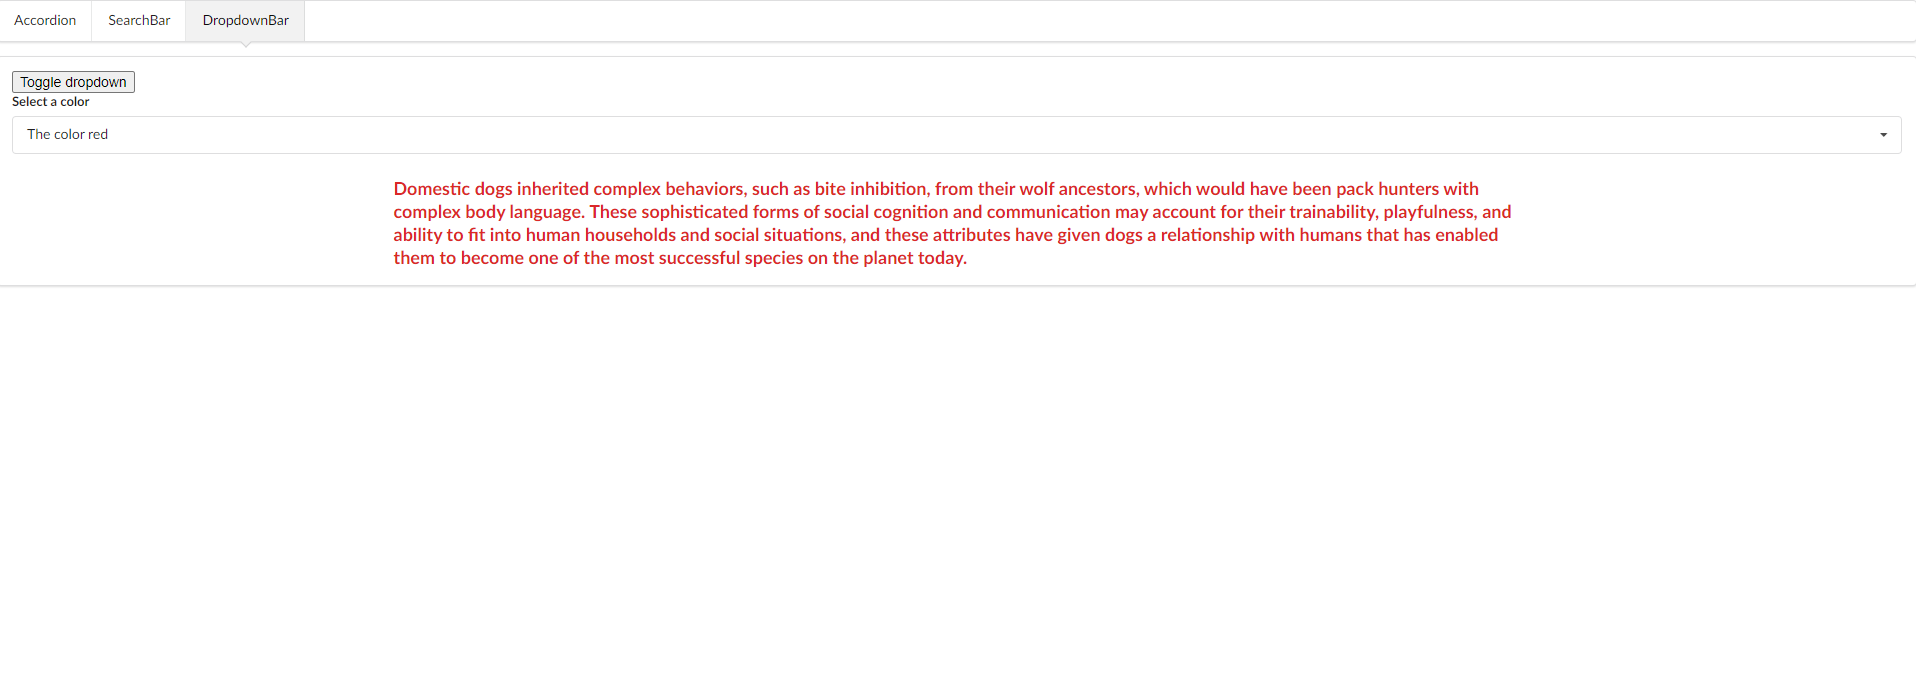 Accordion SearchBar DropdownBar
Toggle dropdown
Select a color
The color red
Domestic dogs inherited complex behaviors, such as bite inhibition, from their wolf ancestors, which would have been pack hunters with
complex body language. These sophisticated forms of social cognition and communication may account for their trainability, playfulness, and
ability to fit into human households and social situations, and these attributes have given dogs a relationship with humans that has enabled
them to become one of the most successful species on the planet today.